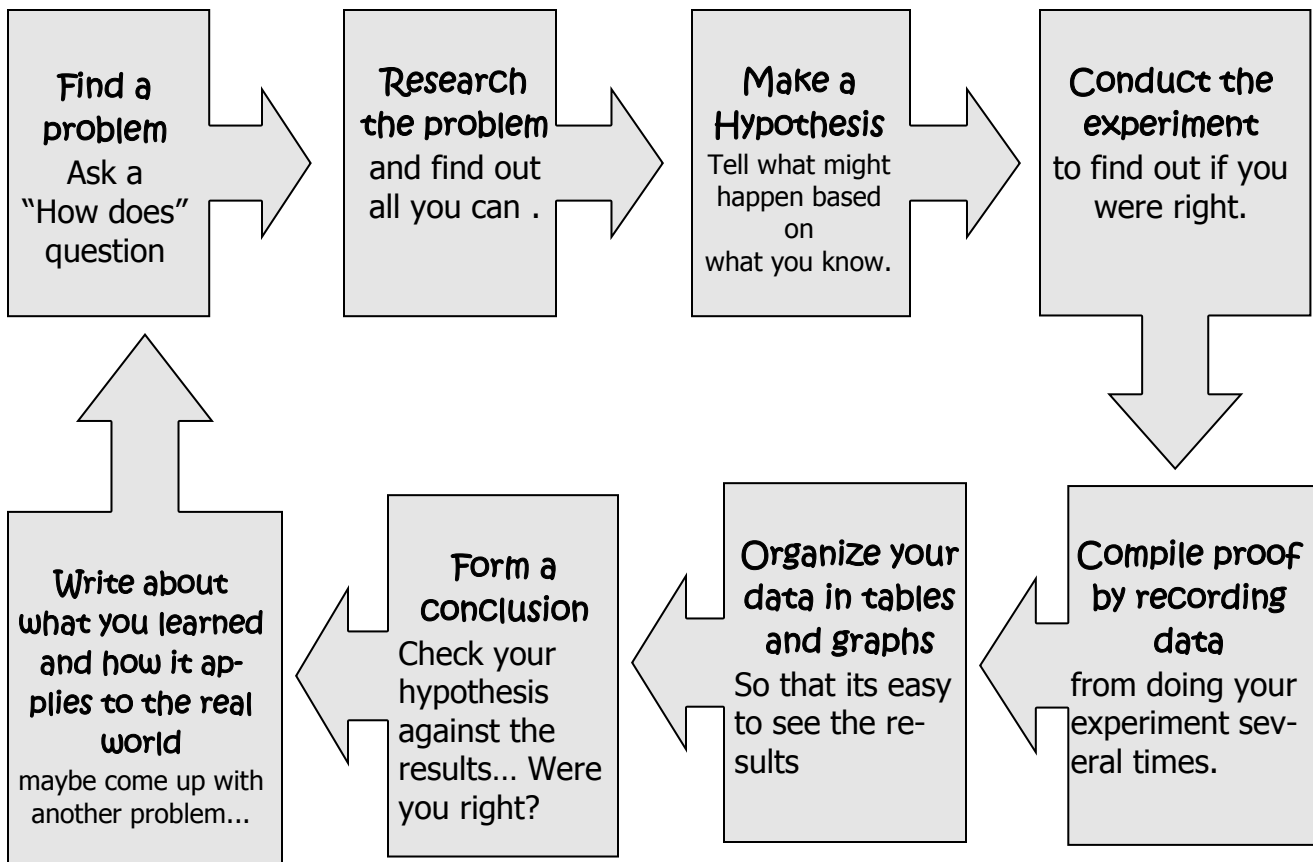 Find a
problem
Ask a
“How does”
question
Research
the problem
and find out
all you can .
Make a
Hypothesis
Tell what might
happen based
on
what you know.
Conduct the
experiment
to find out if you
were right.
Compile proof
by recording
data
from doing your
experiment sev-
eral times.
Organize your
data in tables
and graphs
So that its easy
to see the re-
sults
Form a
conclusion
Check your
hypothesis
against the
results... Were
you right?
Write about
what you learned
and how it ap-
plies to the real
world
maybe come up with
another problem...